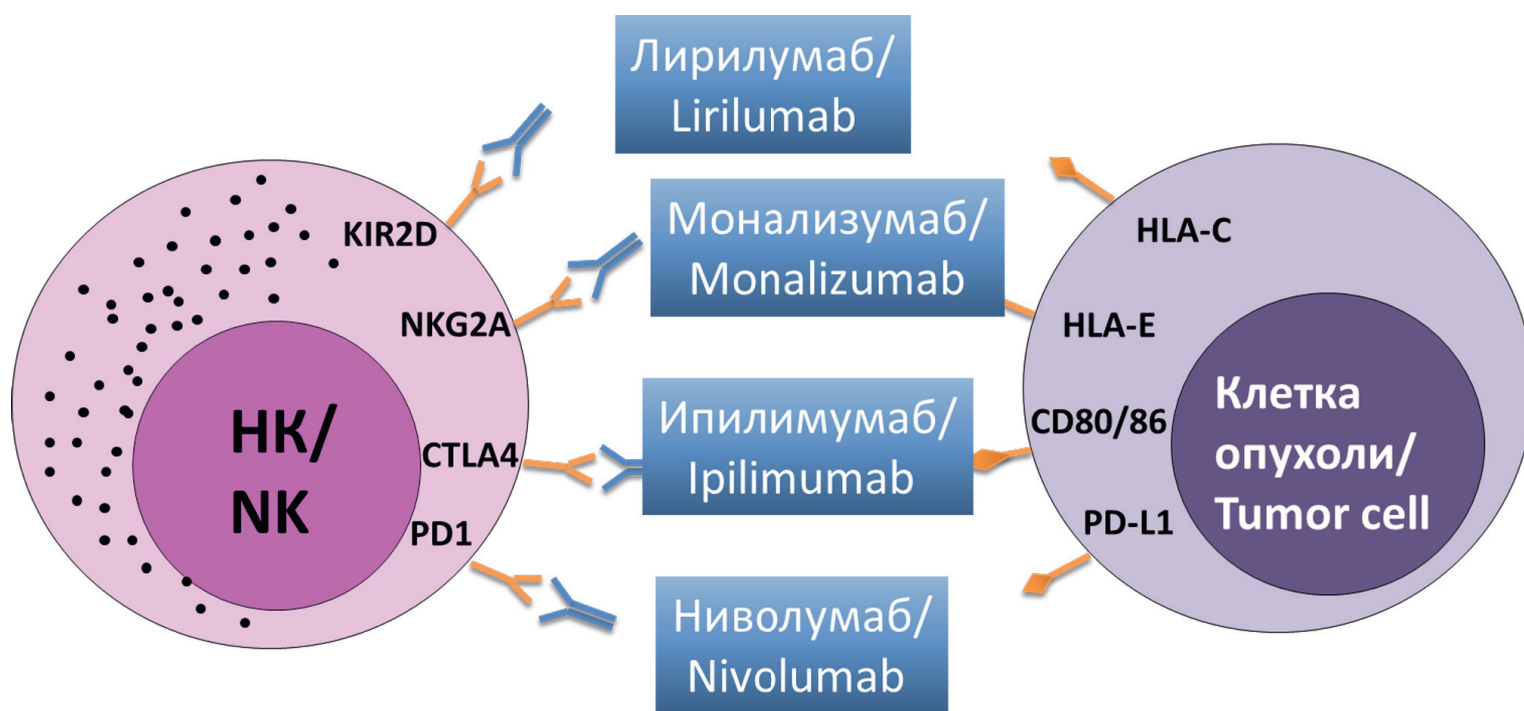 Лирилумаб/
Lirilumab
KIR2D
HLA-C
Монализумаб/
Monalizumab
NKG2A
HLA-E
НК/
NK
CTLA4
PD1
Ипилимумаб/
Ipilimumab
CD80/86
PD-L1
Клетка
опухоли/
Tumor cell
Ниволумаб/
Nivolumab